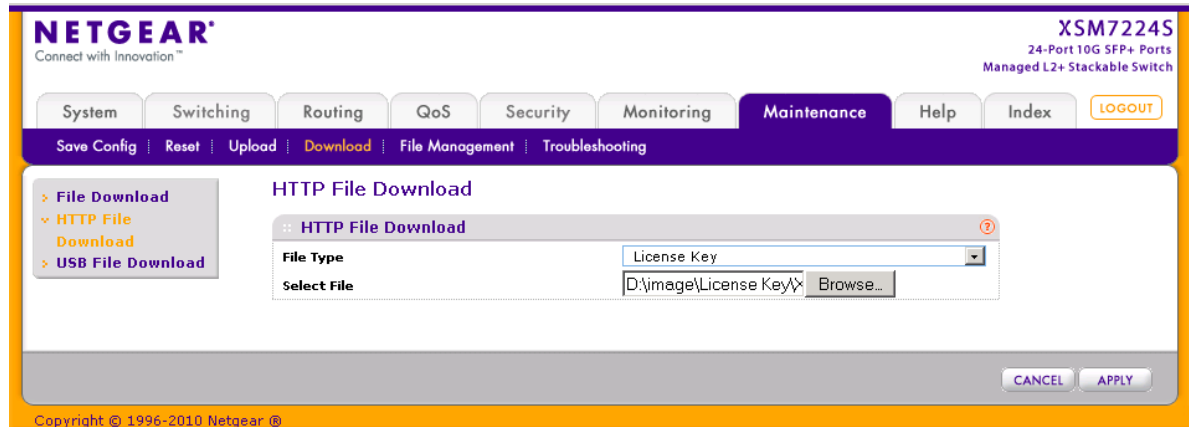 NETGEAR®
Connect with Innovation™
XSM7224S
24-Port 10G SFP+ Ports
Managed L2+ Stackable Switch
System Switching Routing QoS Security Monitoring Maintenance Help Index LOGOUT
Save Config Reset Upload Download File Management Troubleshooting
File Download
HTTP File
Download
USB File Download
HTTP File Download
HTTP File Download ?
File Type License Key
Select File D:\image\License Key\X Browse...
CANCEL APPLY
Copyright © 1996-2010 Netgear ®